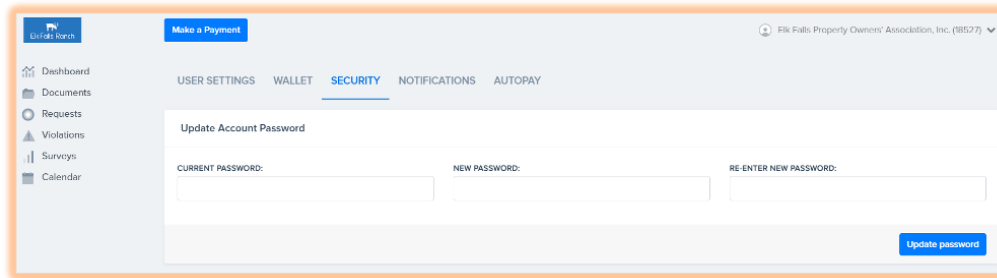 Elk Falls Ranch
Make a Payment
Elk Falls Property Owners' Association, Inc. (18527)
Dashboard
Documents
Requests
Violations
Surveys
Calendar
USER SETTINGS WALLET SECURITY NOTIFICATIONS AUTOPAY
Update Account Password
CURRENT PASSWORD: NEW PASSWORD: RE-ENTER NEW PASSWORD:
Update password